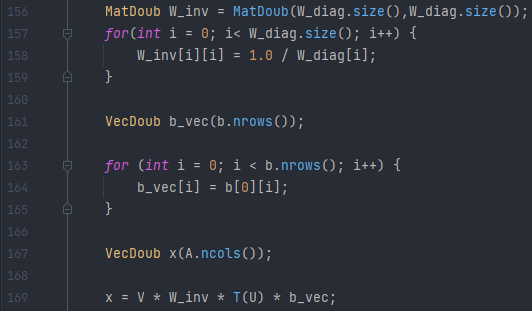 156 MatDoub W_inv = MatDoub(W_diag.size(),W_diag.size());
157 for(int i = 0; i< W_diag.size(); i++) {
158 W_inv[i][i] = 1.0 / W_diag[i];
159 }
160
161 VecDoub b_vec(b.nrows());
162
163 for (int i = 0; i < b.nrows(); i++) {
164 b_vec[i] = b[0][i];
165 }
166
167 VecDoub x(A.ncols());
168
169 x = V * W_inv * T(U) * b_vec;